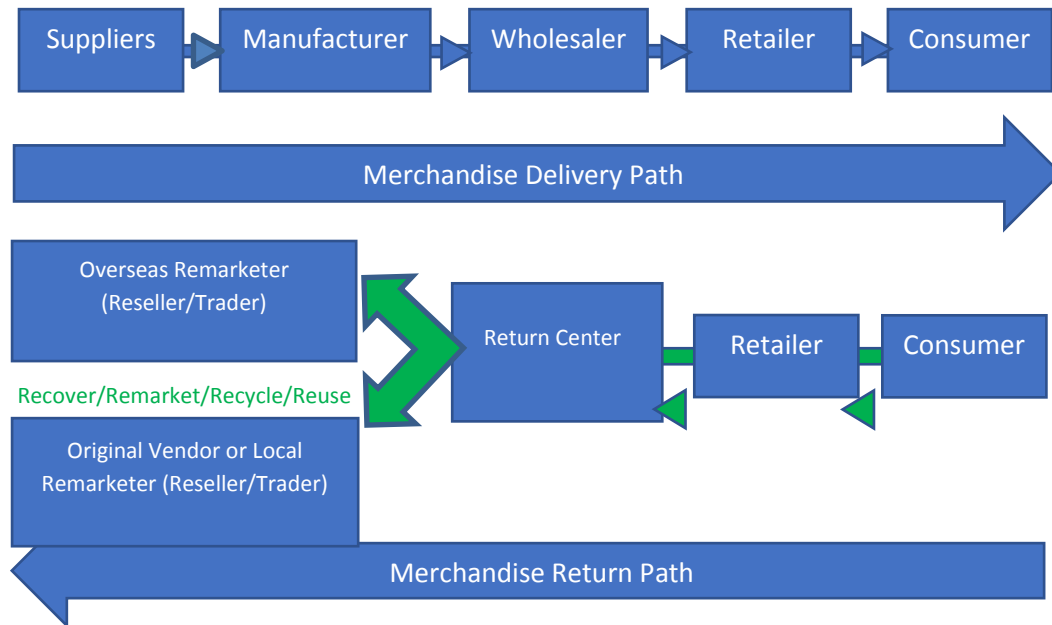 Suppliers
Manufacturer
Wholesaler
Retailer
Consumer
Merchandise Delivery Path
Overseas Remarketer
(Reseller/Trader)
Return Center
Retailer
Consumer
Recover/Remarket/Recycle/Reuse
Original Vendor or Local
Remarketer (Reseller/Trader)
Merchandise Return Path